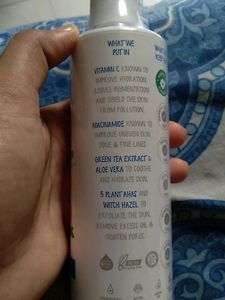 WHAT WE
PUT IN
VITAMIN C KNOWN TO
IMPROVE HYDRATION,
REDUCE PIGMENTATION
AND SHIELD THE SKIN
FROM POLLUTION.
NIACINAMIDE KNOWN TO
IMPROVE UNEVEN SKIN
TONE & FINE LINES.
GREEN TEA EXTRACT &
ALOE VERA TO SOOTHE
AND HYDRATE SKIN.
5 PLANT AHAS AND
WITCH HAZEL TO
EXFOLIATE THE SKIN,
REMOVE EXCESS OIL &
TIGHTEN PORES.